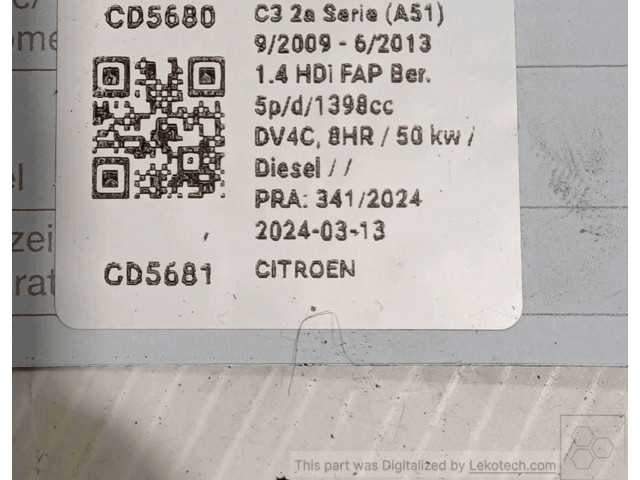 CD5680
C3 2a Serie (A51)
9/2009 - 6/2013
1.4 HDi FAP Ber.
5p/d/1398cc
DV4C, 8HR / 50 kw /
Diesel / /
PRA: 341/2024
2024-03-13
CD5681
CITROEN
This part was Digitalized by Lekotech.com